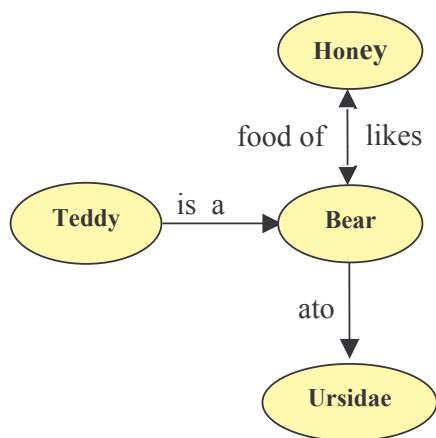 Honey
food of likes
is a
Teddy
Bear
ato
Ursidae